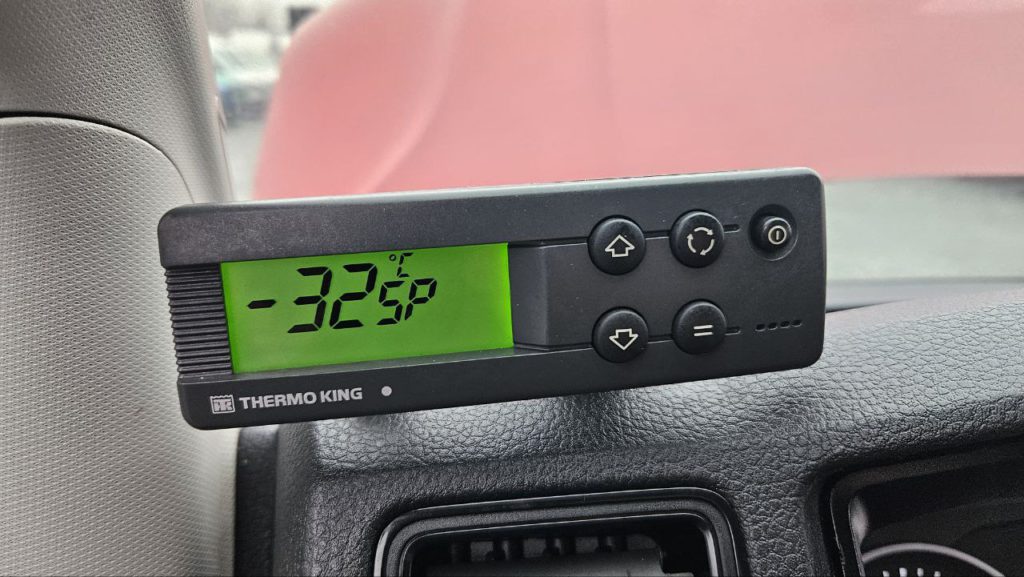 -32°C SP
THERMO KING